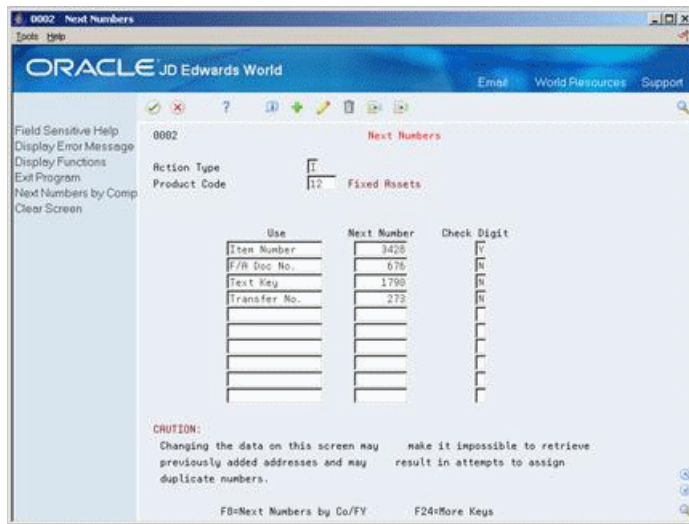 0002 Next Numbers
Tools Help
ORACLE JD Edwards World
Email World Resources Support
Field Sensitive Help
Display Error Message
Display Functions
Exit Program
Next Numbers by Comp
Clear Screen
0002 Next Numbers
Action Type I
Product Code 12 Fixed Assets
Use Next Number Check Digit
Item Number 3428 Y
F/A Doc No. 676 N
Text Key 1790 N
Transfer No. 273 N
CAUTION:
Changing the data on this screen may make it impossible to retrieve
previously added addresses and may result in attempts to assign
duplicate numbers.
F8=Next Numbers by Co/FY F24=More Keys